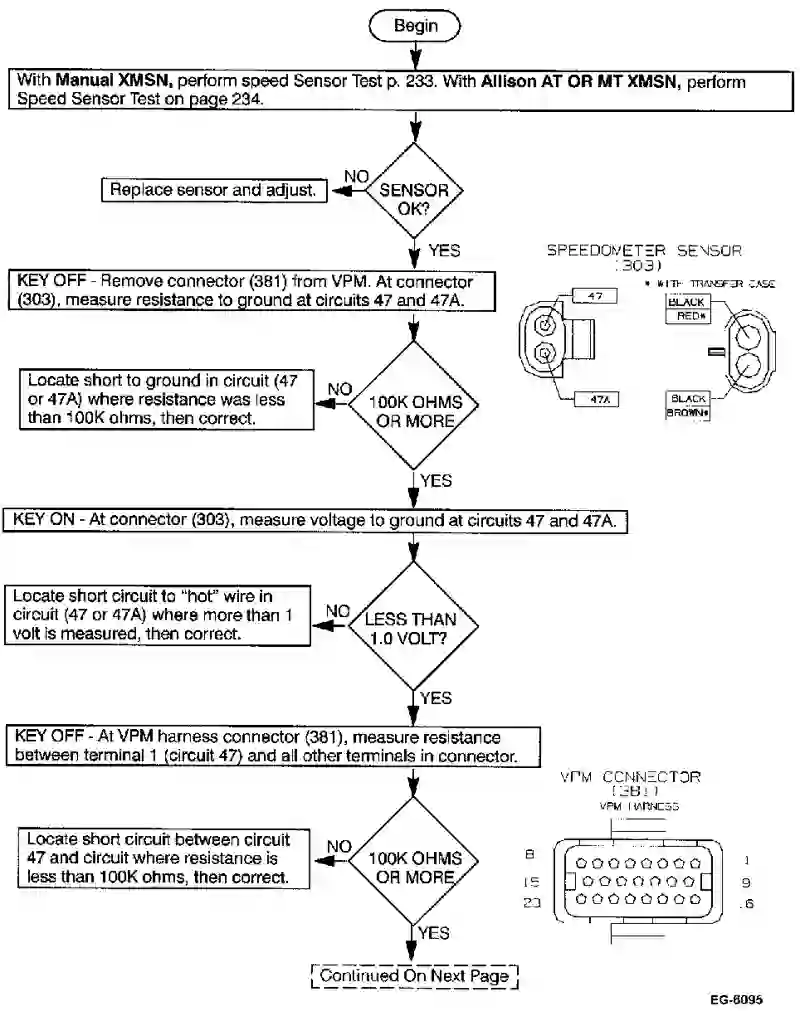 Begin
With Manual XMSN, perform speed Sensor Test p. 233. With Allison AT OR MT XMSN, perform
Speed Sensor Test on page 234.
NO
SENSOR
OK?
Replace sensor and adjust.
YES
SPEEDOMETER SENSOR
(303)
* WITH TRANSFER CASE
KEY OFF - Remove connector (381) from VPM. At connector
(303), measure resistance to ground at circuits 47 and 47A.
47
BLACK
RED*
Locate short to ground in circuit (47
or 47A) where resistance was less
than 100K ohms, then correct.
NO
100K OHMS
OR MORE
47A
BLACK
BROWN*
YES
KEY ON - At connector (303), measure voltage to ground at circuits 47 and 47A.
Locate short circuit to "hot" wire in
circuit (47 or 47A) where more than 1
volt is measured, then correct.
NO
LESS THAN
1.0 VOLT?
YES
KEY OFF - At VPM harness connector (381), measure resistance
between terminal 1 (circuit 47) and all other terminals in connector.
VPM CONNECTOR
(381)
VPM HARNESS
Locate short circuit between circuit
47 and circuit where resistance is
less than 100K ohms, then correct.
NO
100K OHMS
OR MORE
8
1
15
9
23
16
YES
Continued On Next Page
EG-6095